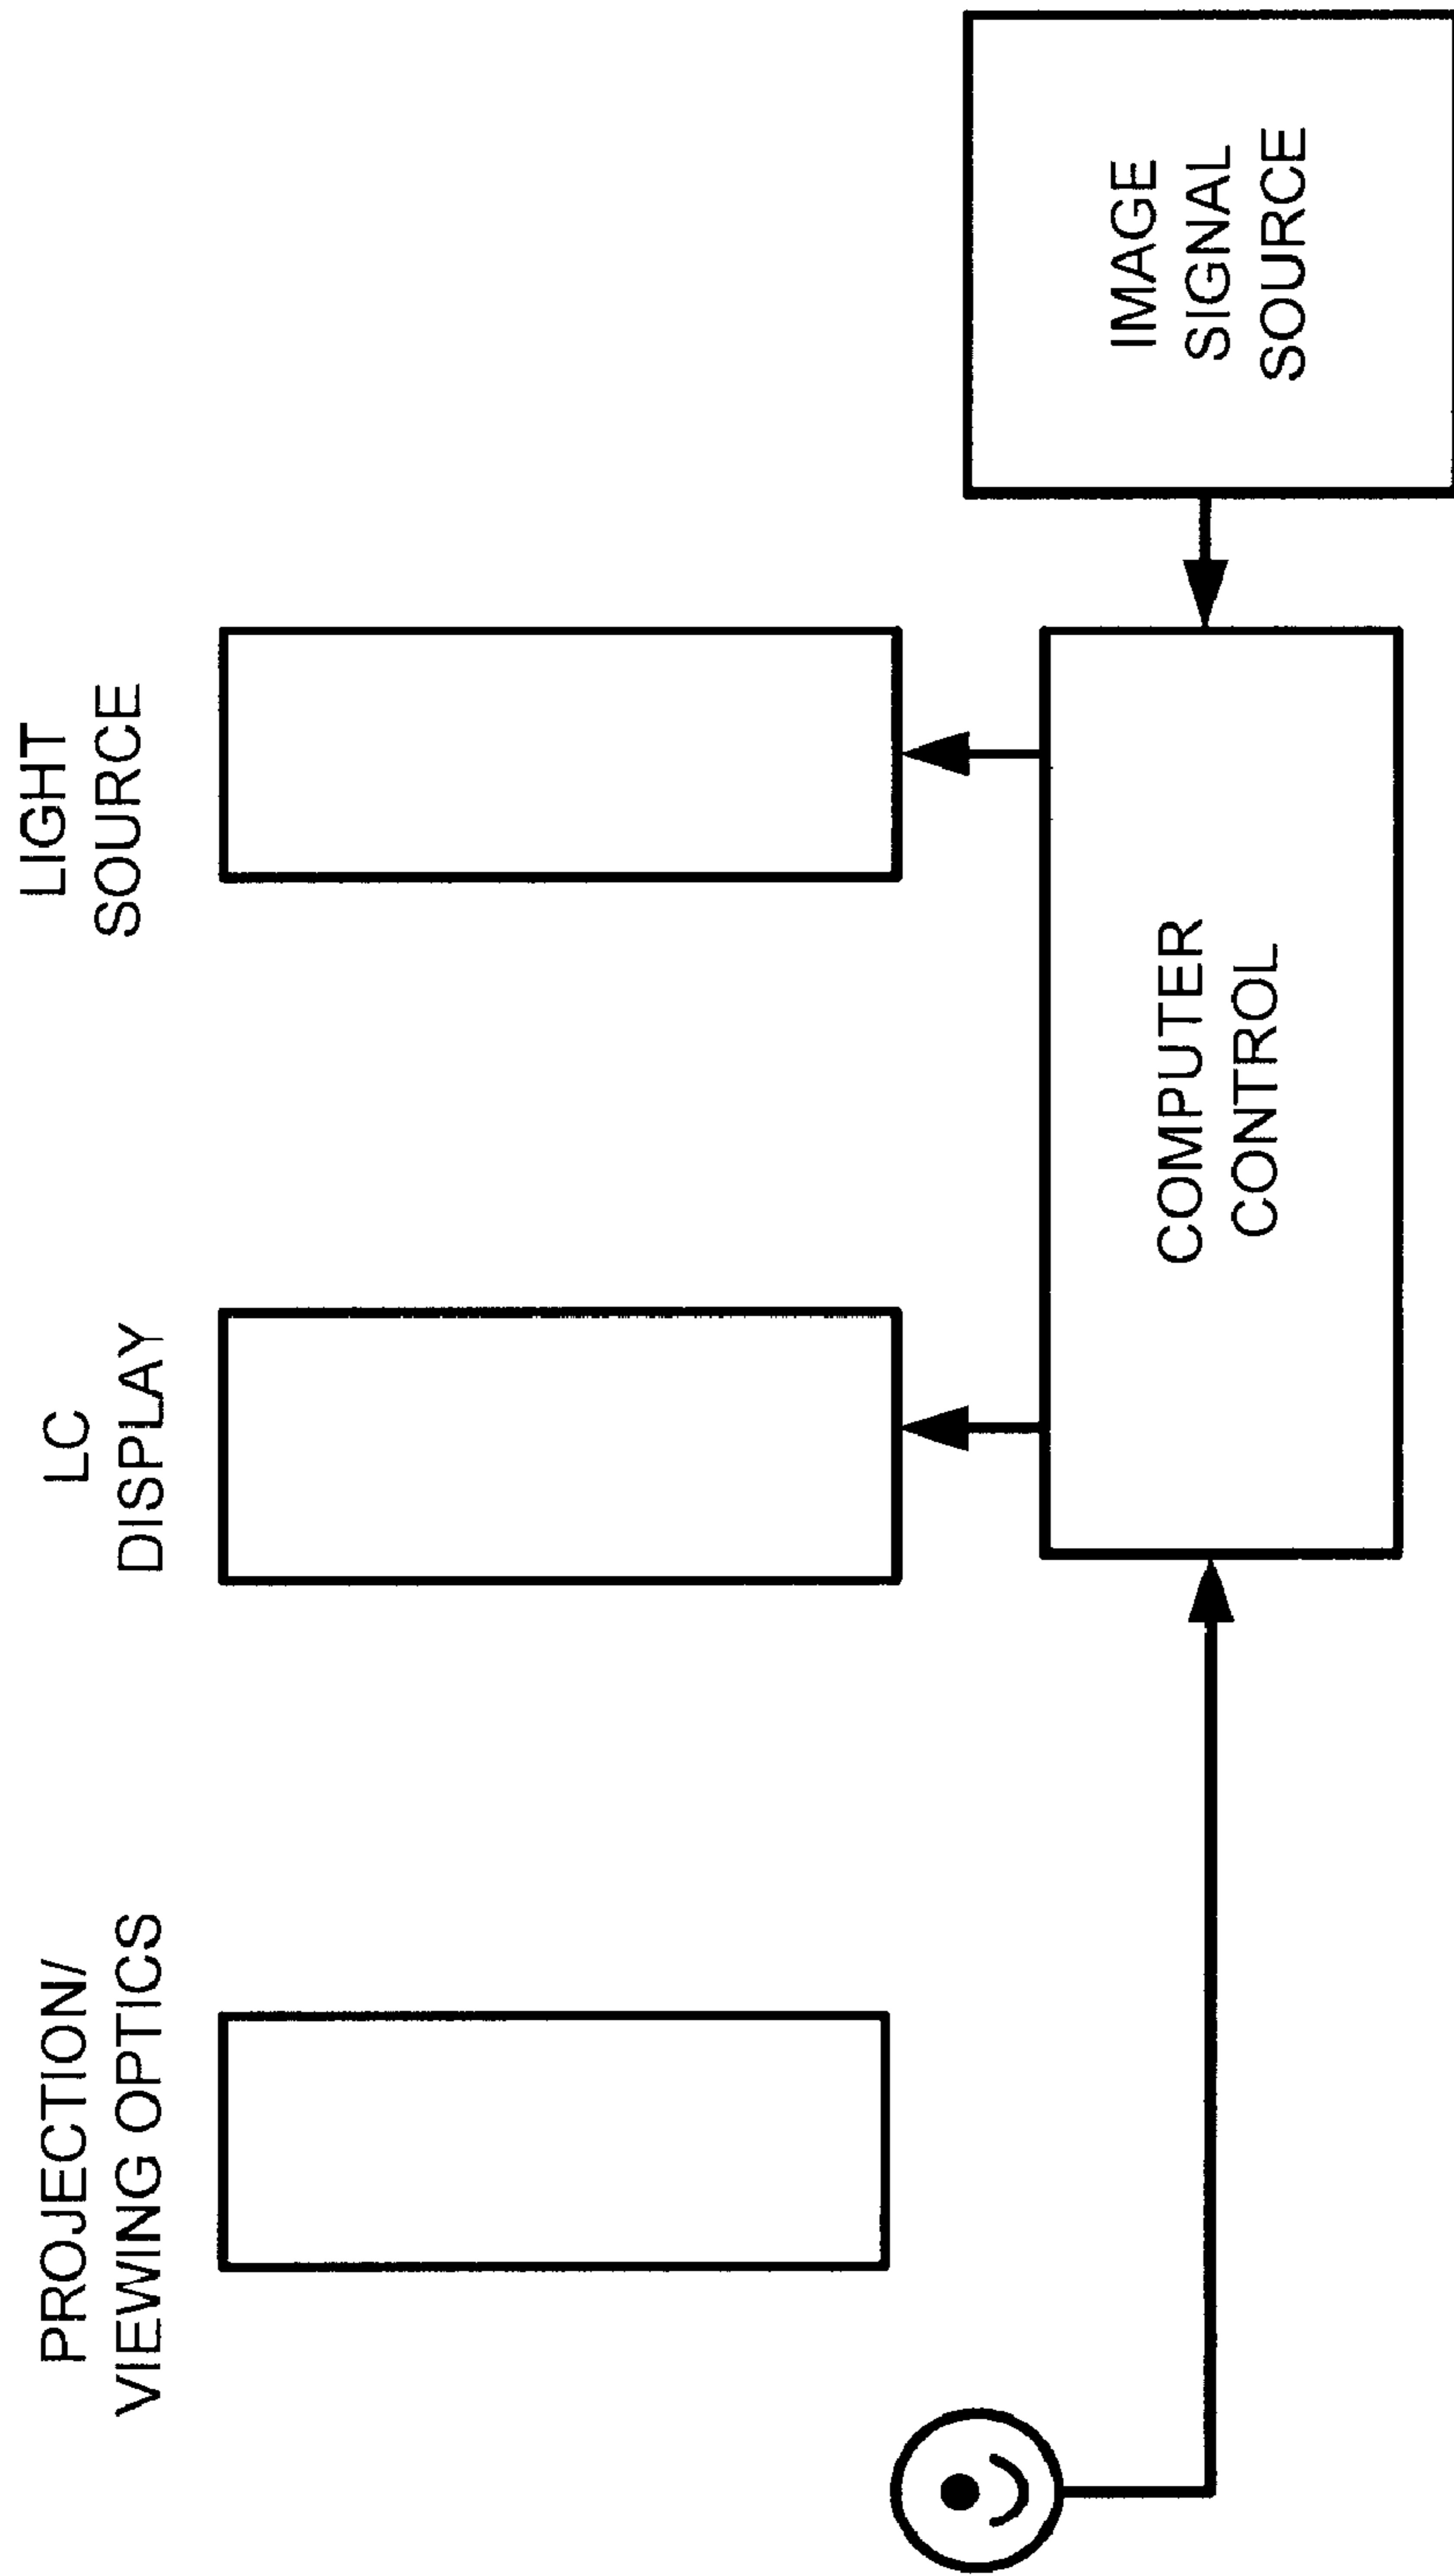 PROJECTION/
VIEWING OPTICS
LC
DISPLAY
LIGHT
SOURCE
COMPUTER
CONTROL
IMAGE
SIGNAL
SOURCE